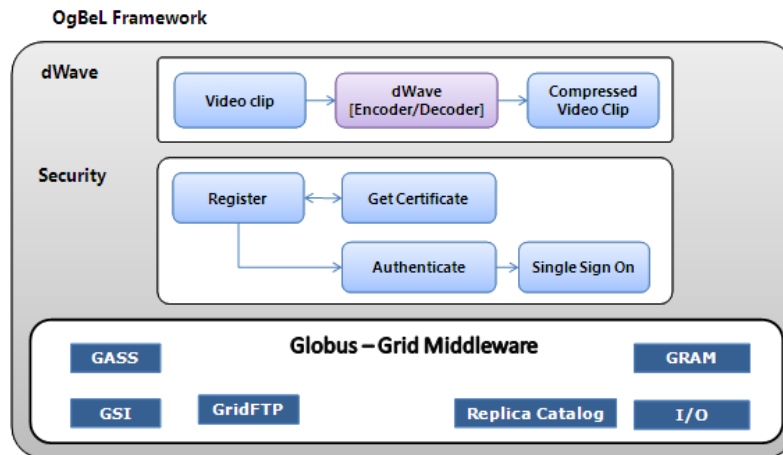 OgBeL Framework
dWave
Video clip
dWave
[Encoder/Decoder]
Compressed
Video Clip
Security
Register
Get Certificate
Authenticate
Single Sign On
Globus – Grid Middleware
GASS
GRAM
GSI
GridFTP
Replica Catalog
I/O